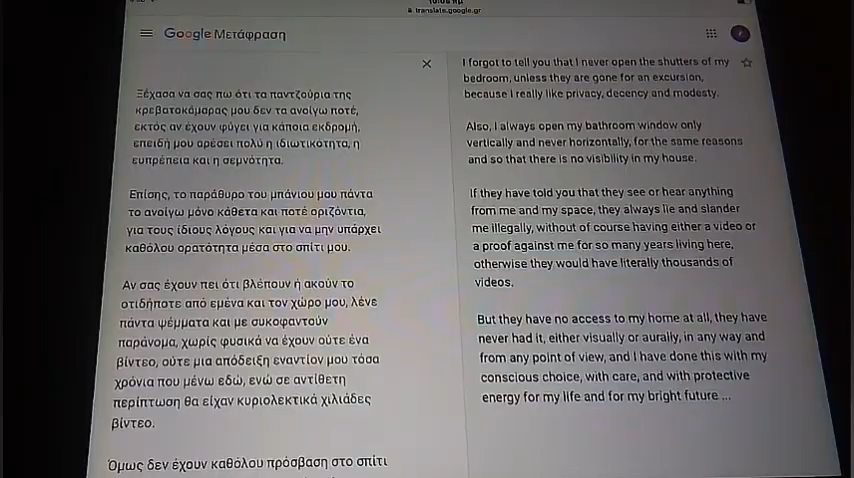 translate.google.gr
Google Μετάφραση
Ξέχασα να σας πω ότι τα παντζούρια της
κρεβατοκάμαρας μου δεν τα ανοίγω ποτέ,
εκτός αν έχουν φύγει για κάποια εκδρομή,
επειδή μου αρέσει πολύ η ιδιωτικότητα, η
ευπρέπεια και η σεμνότητα.
Επίσης, το παράθυρο του μπάνιου μου πάντα
το ανοίγω μόνο κάθετα και ποτέ οριζόντια,
για τους ίδιους λόγους και για να μην υπάρχει
καθόλου ορατότητα μέσα στο σπίτι μου.
Αν σας έχουν πει ότι βλέπουν ή ακούν το
οτιδήποτε από εμένα και τον χώρο μου, λένε
πάντα ψέμματα και με συκοφαντούν
παράνομα, χωρίς φυσικά να έχουν ούτε ένα
βίντεο, ούτε μια απόδειξη εναντίον μου τόσα
χρόνια που μένω εδώ, ενώ σε αντίθετη
περίπτωση θα είχαν κυριολεκτικά χιλιάδες
βίντεο.
Όμως δεν έχουν καθόλου πρόσβαση στο σπίτι
I forgot to tell you that I never open the shutters of my
bedroom, unless they are gone for an excursion,
because I really like privacy, decency and modesty.
Also, I always open my bathroom window only
vertically and never horizontally, for the same reasons
and so that there is no visibility in my house.
If they have told you that they see or hear anything
from me and my space, they always lie and slander
me illegally, without of course having either a video or
a proof against me for so many years living here,
otherwise they would have literally thousands of
videos.
But they have no access to my home at all, they have
never had it, either visually or aurally, in any way and
from any point of view, and I have done this with my
conscious choice, with care, and with protective
energy for my life and for my bright future ...